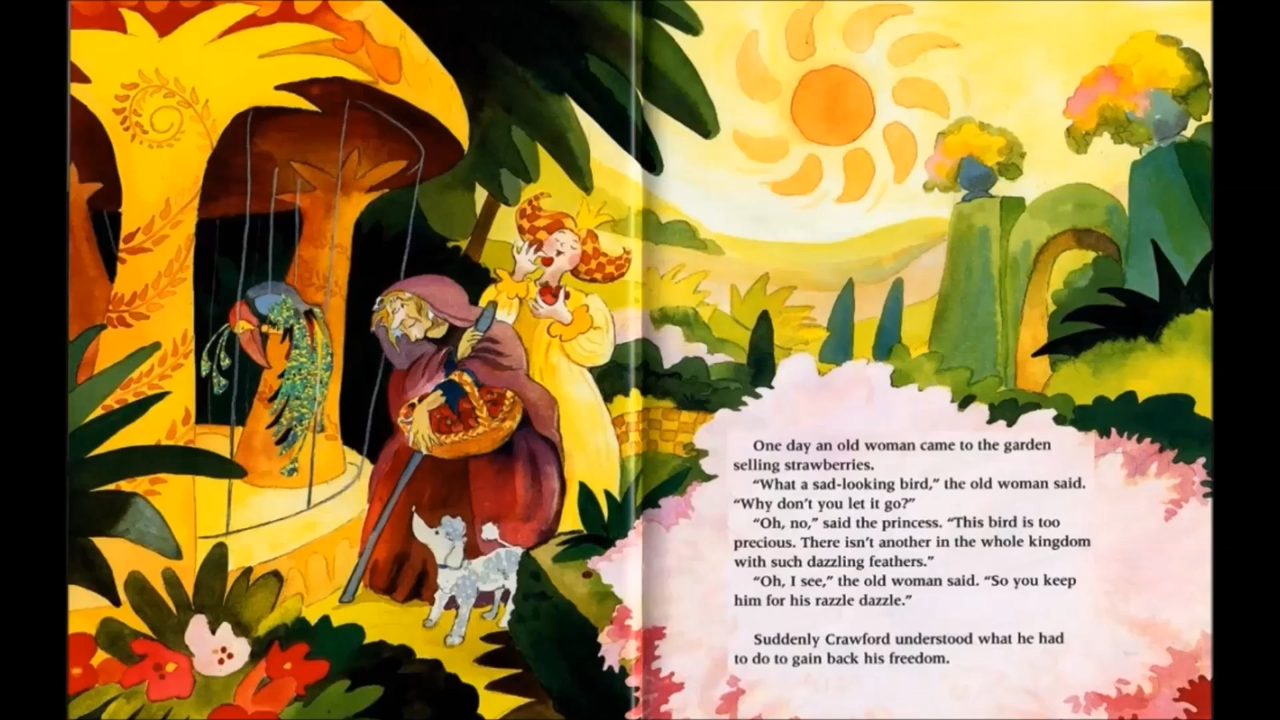 One day an old woman came to the garden
selling strawberries.
“What a sad-looking bird,” the old woman said.
“Why don’t you let it go?”
“Oh, no,” said the princess. “This bird is too
precious. There isn’t another in the whole kingdom
with such dazzling feathers.”
“Oh, I see,” the old woman said. “So you keep
him for his razzle dazzle.”
Suddenly Crawford understood what he had
to do to gain back his freedom.